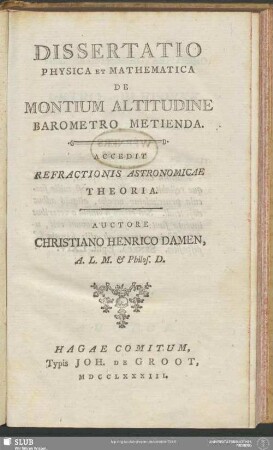 DISSERTATIO
PHYSICA ET MATHEMATICA
DE
MONTIUM ALTITUDINE
BAROMETRO METIENDA.
ACCEDIT
REFRACTIONIS ASTRONOMICAE
THEORIA.
AUCTORE
CHRISTIANO HENRICO DAMEN,
A. L. M. & Philos. D.
HAGAE COMITUM,
Typis JOH. DE GROOT,
MDCCLXXXIII.
SLUB